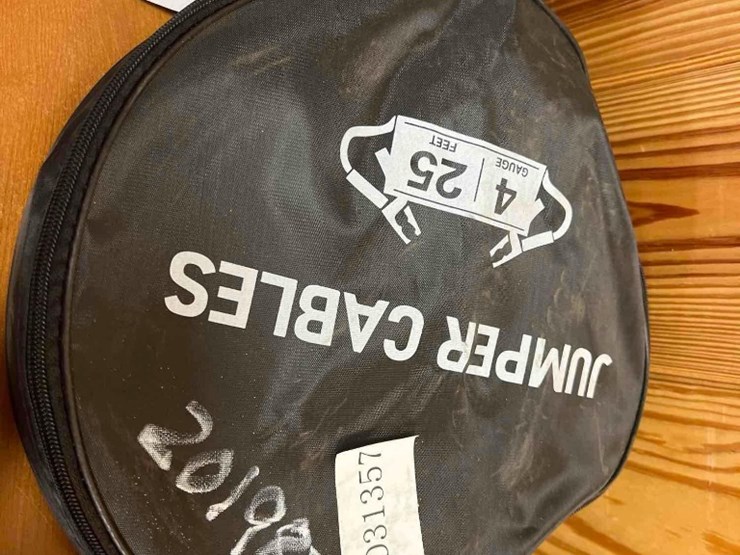 031357
JUMPER CABLES
4 | 25
GAUGE FEET